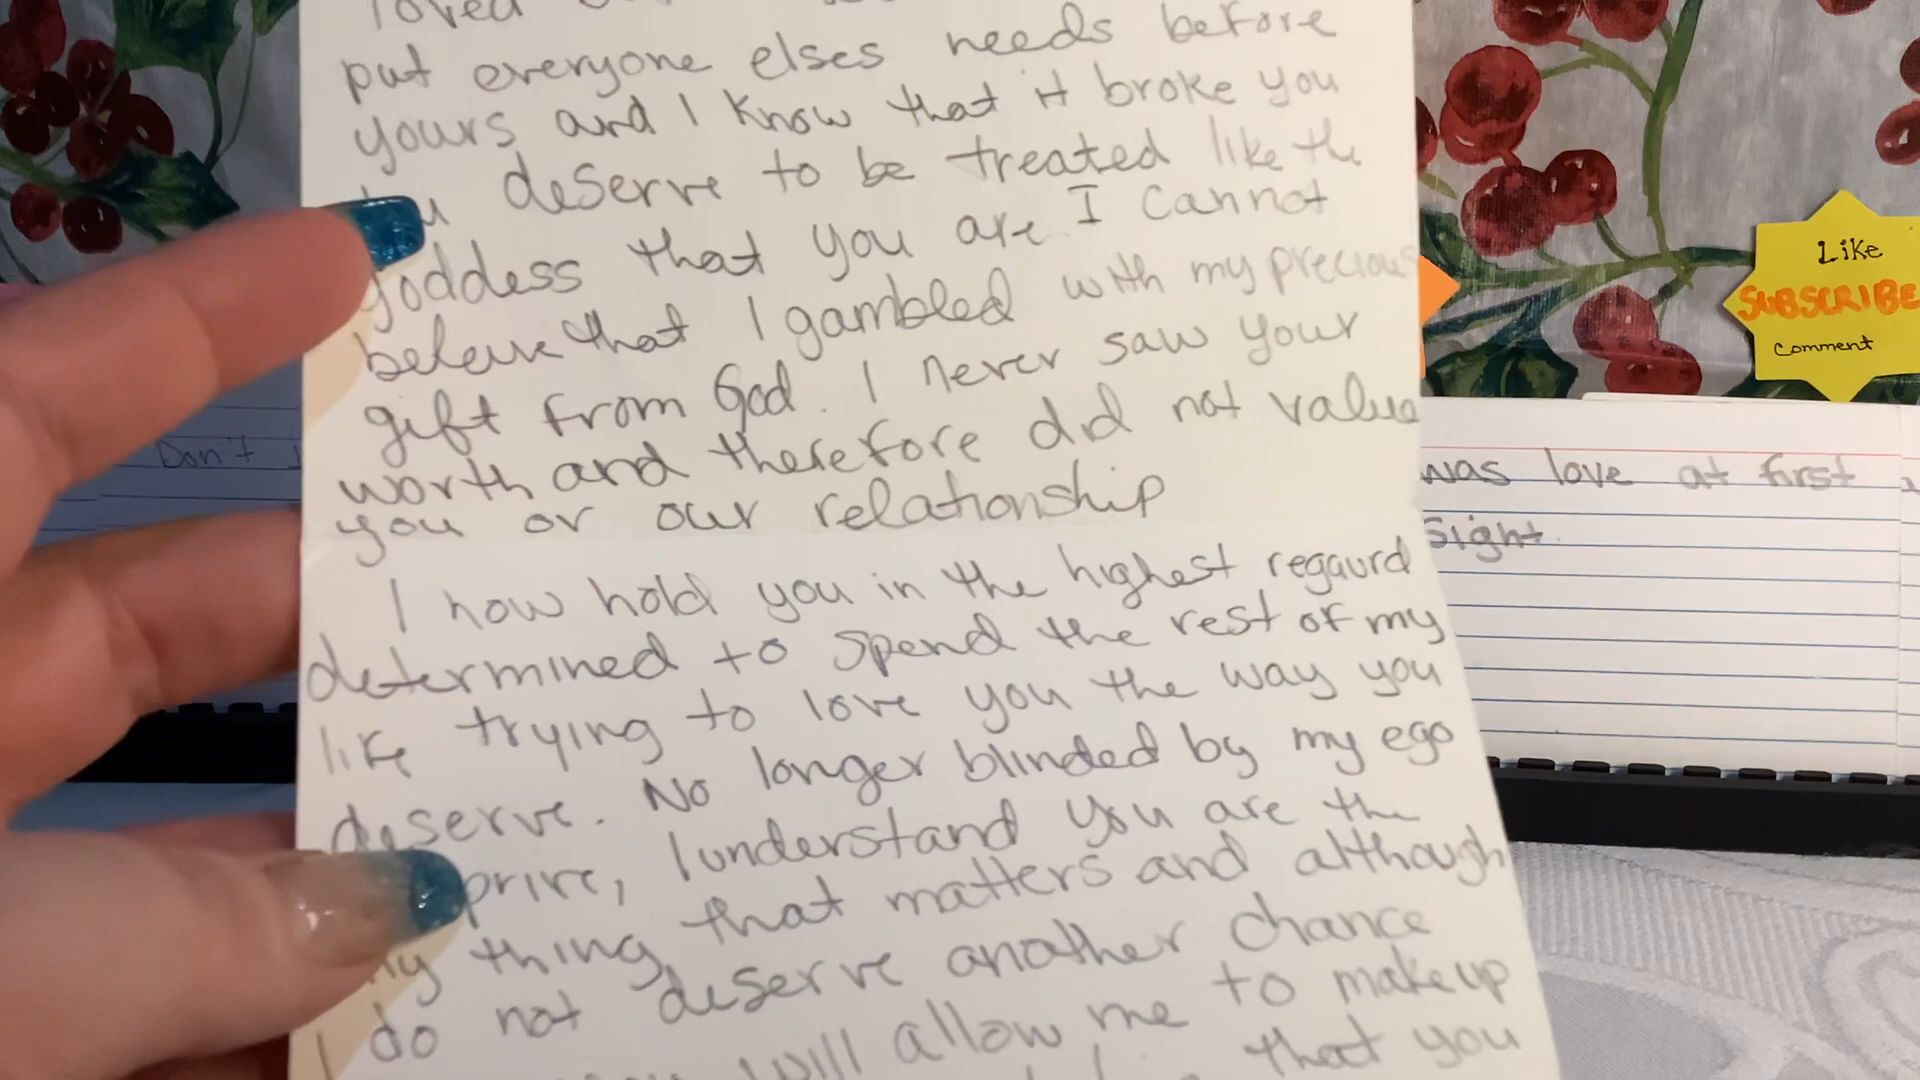 loved
put everyone elses needs before
yours and I know that it broke you
deserve to be treated like the
goddess that you are I cannot
beleive that I gambled with my precious
gift from God. I never saw your
worth and therefore did not value
you or our relationship
I now hold you in the highest regaurd
determined to spend the rest of my
life trying to love you the way you
deserve. No longer blinded by my ego
prire, I understand you are the
thing that matters and although
I do not deserve another chance
will allow me to make up
that you
Don't
Like
SUBSCRIBE
Comment
was love at first
sight.